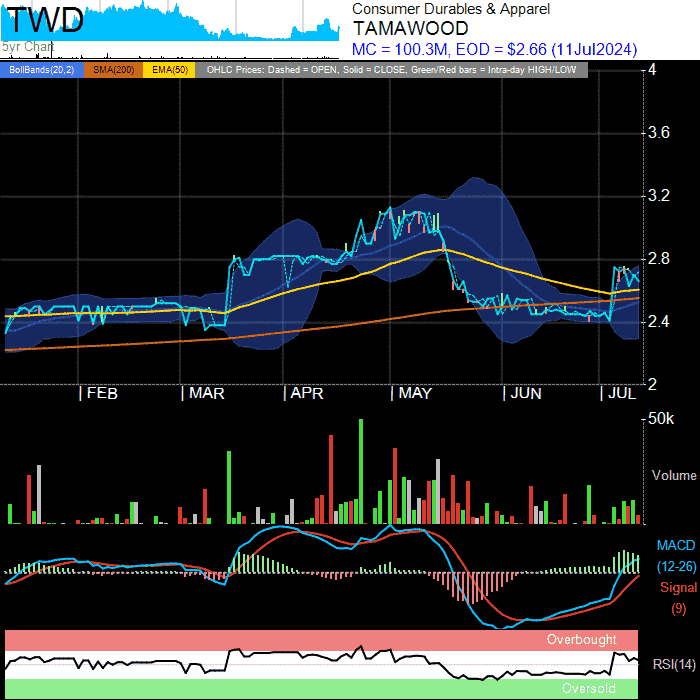 TWD
5yr Chart
Consumer Durables & Apparel
TAMAWOOD
MC = 100.3M, EOD = $2.66 (11Jul2024)
BollBands(20,2) SMA(200) EMA(50) OHLC Prices: Dashed = OPEN, Solid = CLOSE, Green/Red bars = Intra-day HIGH/LOW
4
3.6
3.2
2.8
2.4
2
FEB MAR APR MAY JUN JUL
50k
Volume
MACD
(12-26)
Signal
(9)
Overbought
RSI(14)
Oversold